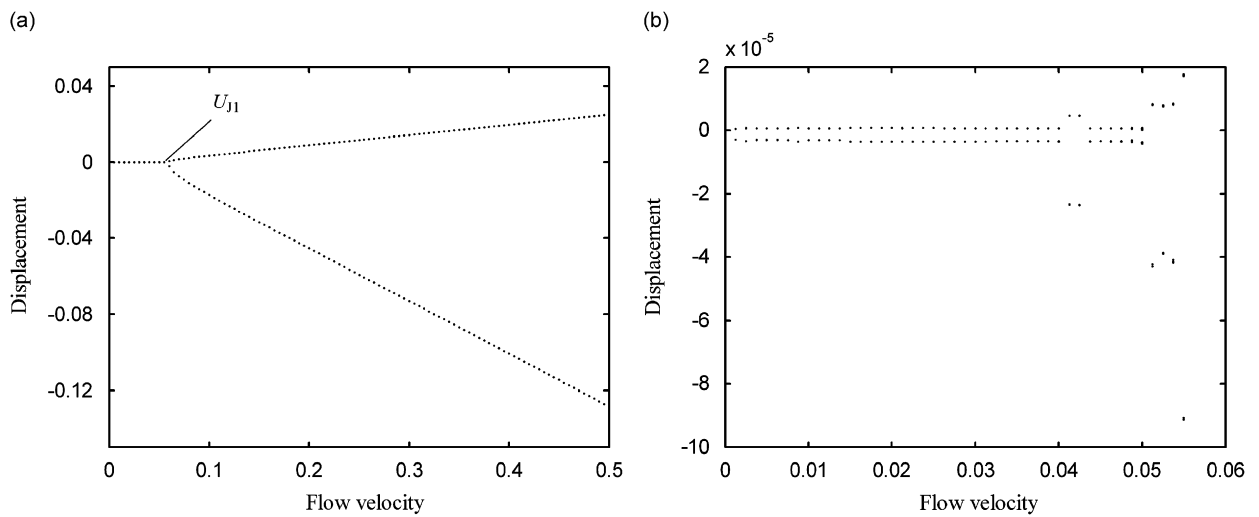 (a)
(b)
x 10^-5
0.04
0
-0.04
-0.08
-0.12
U_J1
Displacement
0 0.1 0.2 0.3 0.4 0.5
Flow velocity
2
0
-2
-4
-6
-8
-10
Displacement
0 0.01 0.02 0.03 0.04 0.05 0.06
Flow velocity